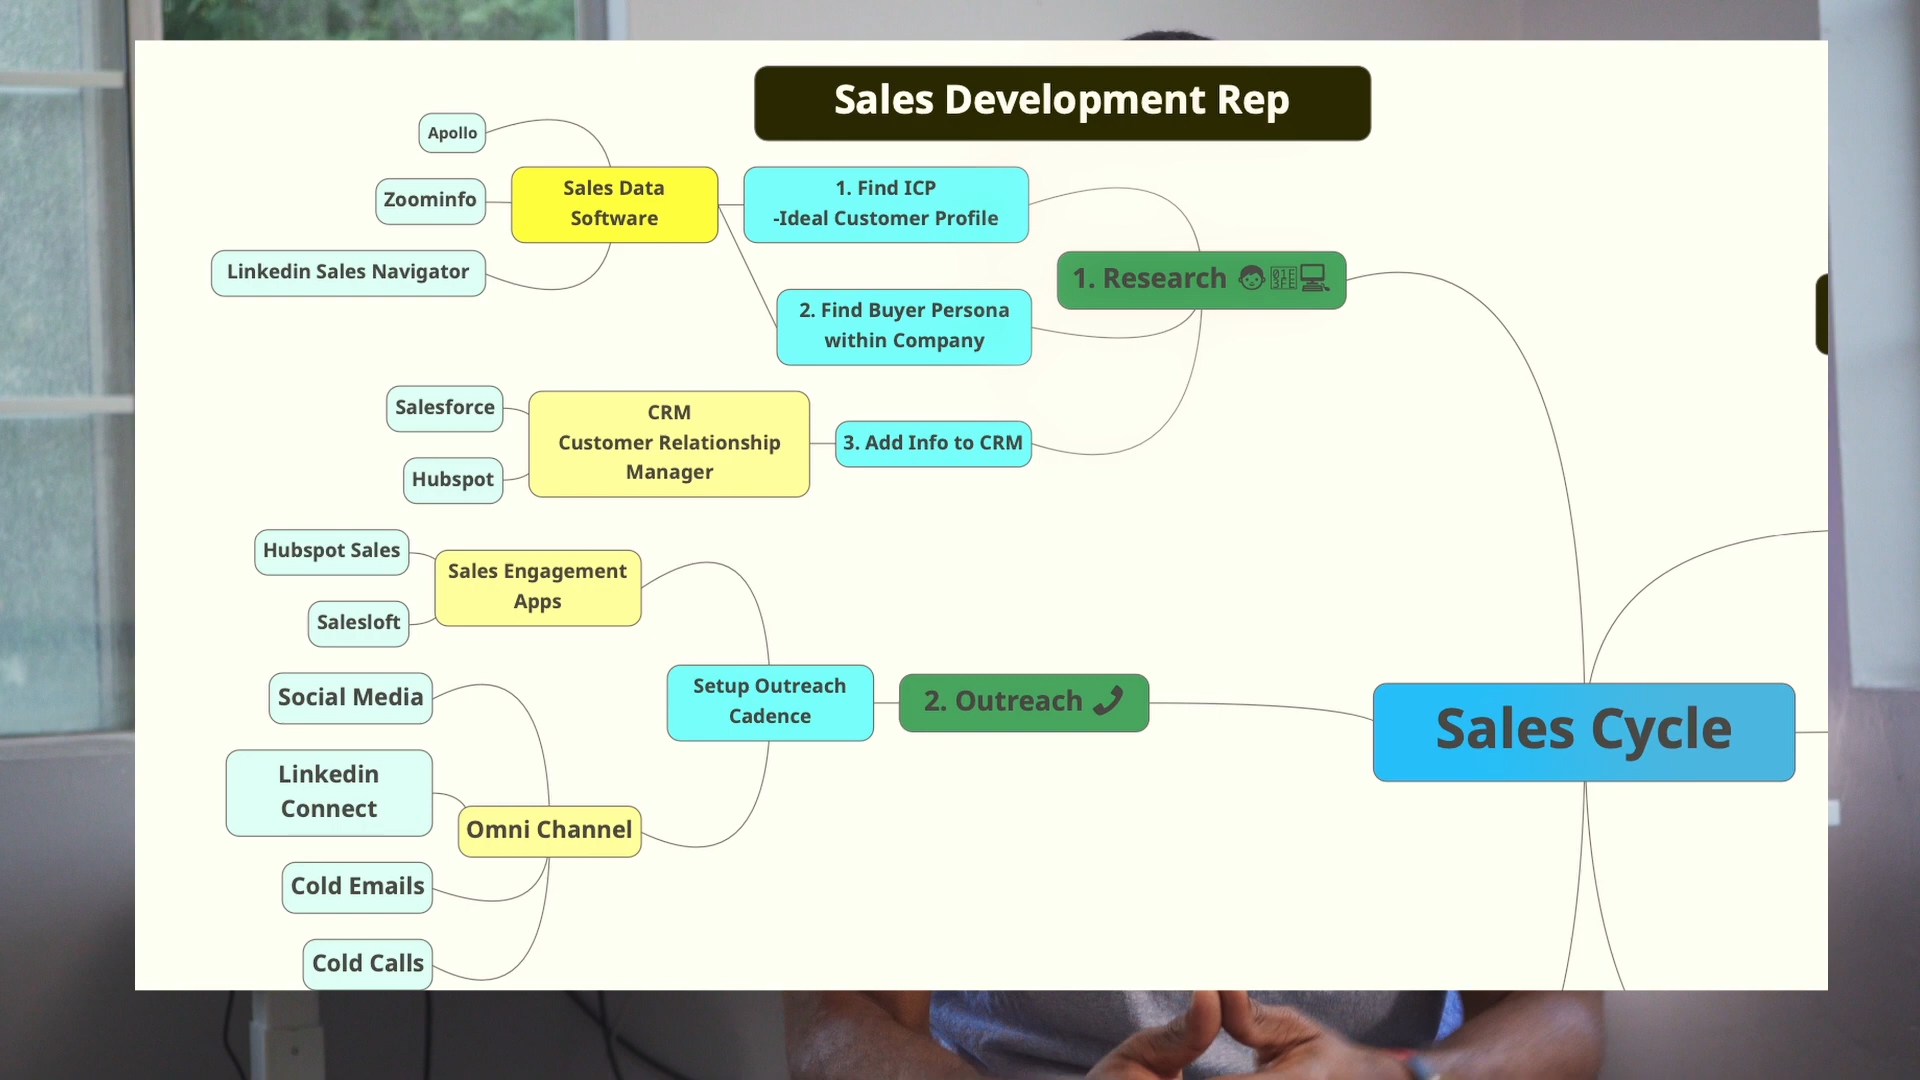 Sales Development Rep
Apollo
Zoominfo
Linkedin Sales Navigator
Sales Data
Software
1. Find ICP
-Ideal Customer Profile
2. Find Buyer Persona
within Company
1. Research
Salesforce
Hubspot
CRM
Customer Relationship
Manager
3. Add Info to CRM
Hubspot Sales
Salesloft
Sales Engagement
Apps
Social Media
Linkedin
Connect
Cold Emails
Cold Calls
Omni Channel
Setup Outreach
Cadence
2. Outreach
Sales Cycle